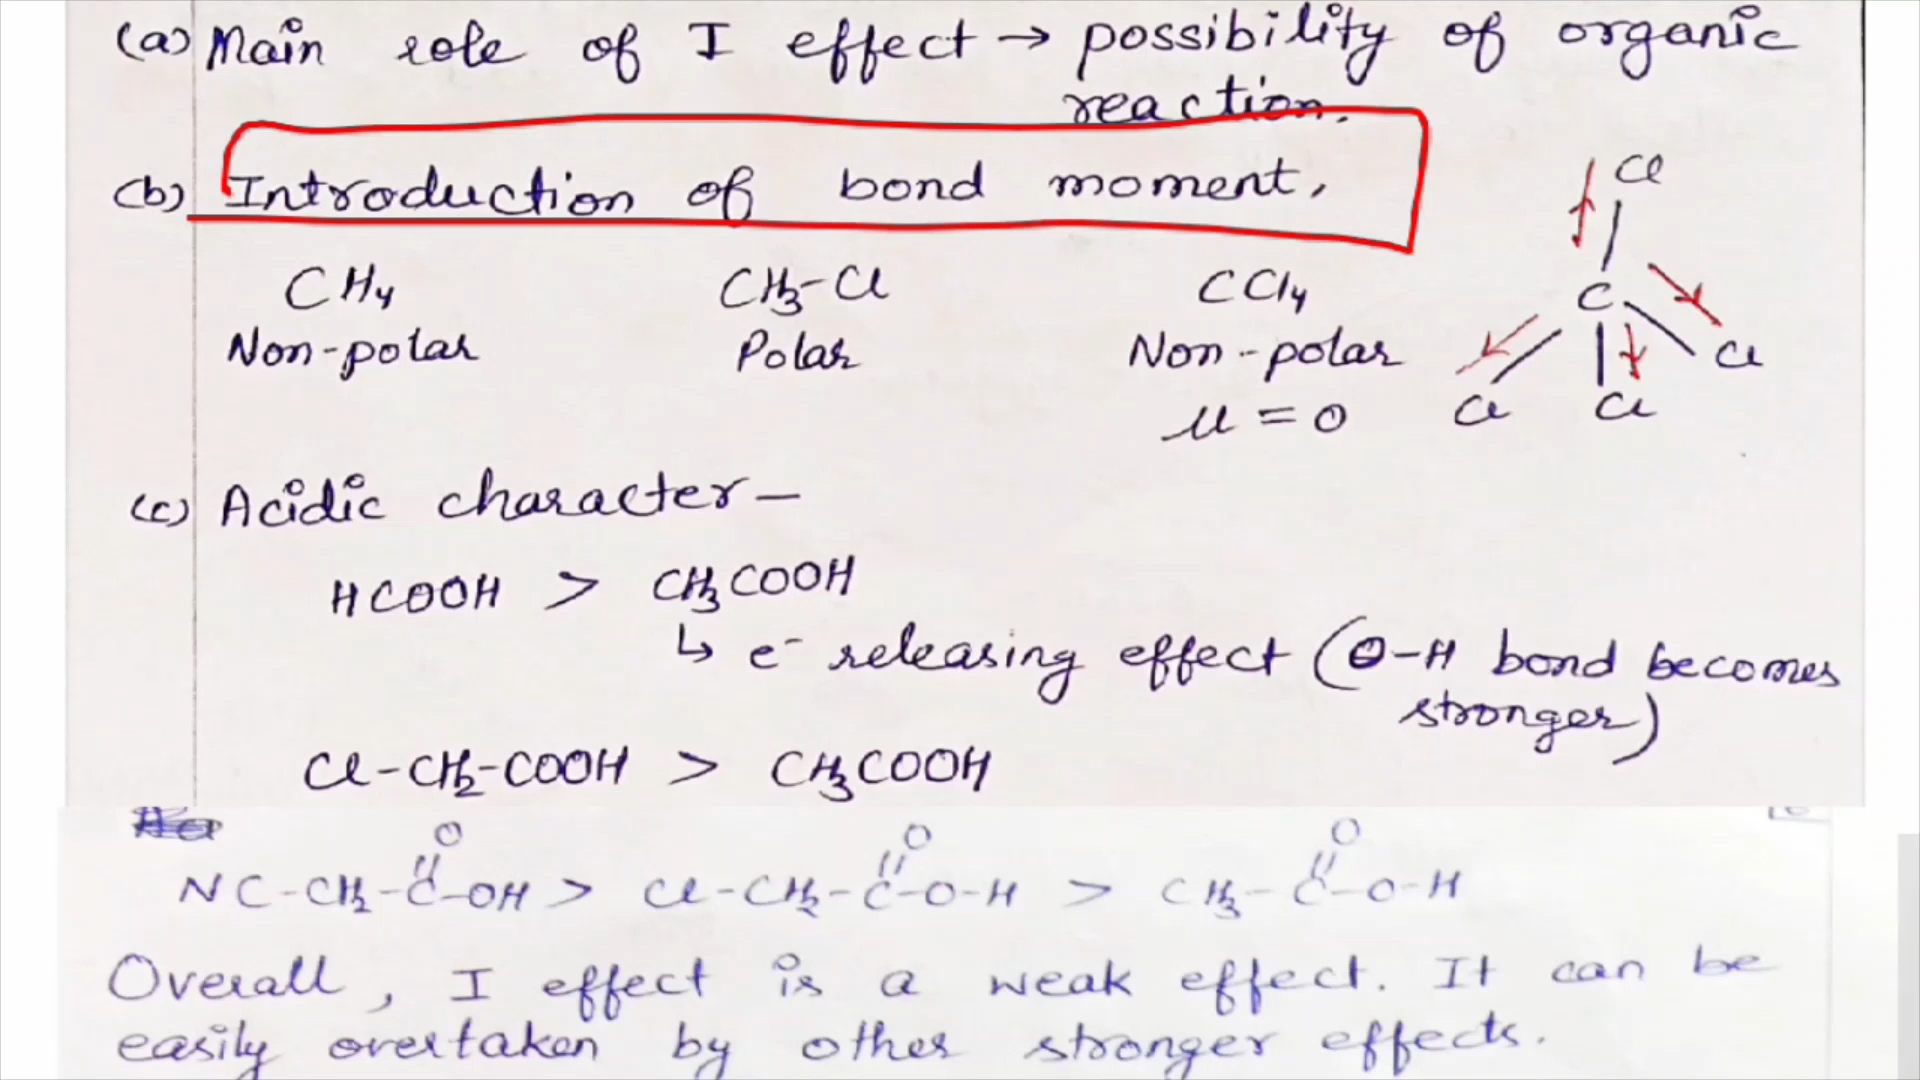 (a) Main role of I effect → possibility of organic
reaction.
(b) Introduction of bond moment.
CH₄ CH₃-Cl CCl₄
Non-polar Polar Non-polar
μ = 0
Cl
C
Cl Cl Cl
(c) Acidic character –
HCOOH > CH₃COOH
↳ e⁻ releasing effect (O-H bond becomes
stronger)
Cl-CH₂-COOH > CH₃COOH
O O O
NC-CH₂-C-OH > Cl-CH₂-C-O-H > CH₃-C-O-H
Overall, I effect is a weak effect. It can be
easily overtaken by other stronger effects.